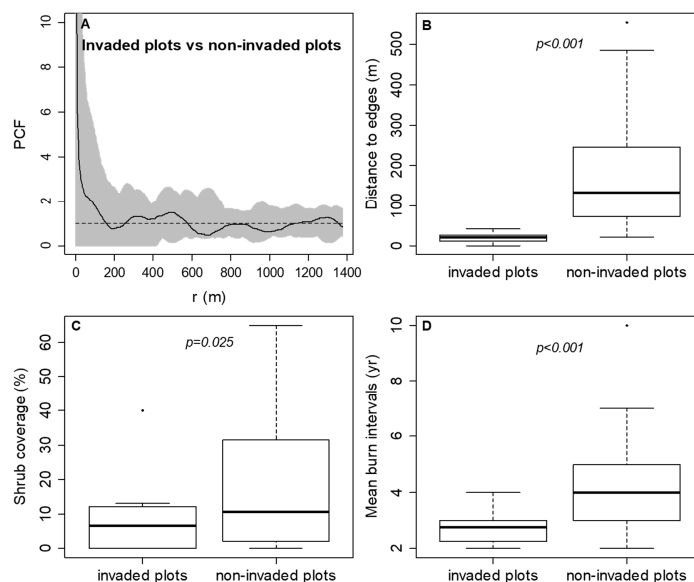 A
Invaded plots vs non-invaded plots
10
8
6
4
2
0
PCF
0 200 400 600 800 1000 1400
r (m)
B
p<0.001
500
400
300
200
100
0
Distance to edges (m)
invaded plots non-invaded plots
C
p=0.025
60
50
40
30
20
10
0
Shrub coverage (%)
invaded plots non-invaded plots
D
p<0.001
10
8
6
4
2
Mean burn intervals (yr)
invaded plots non-invaded plots